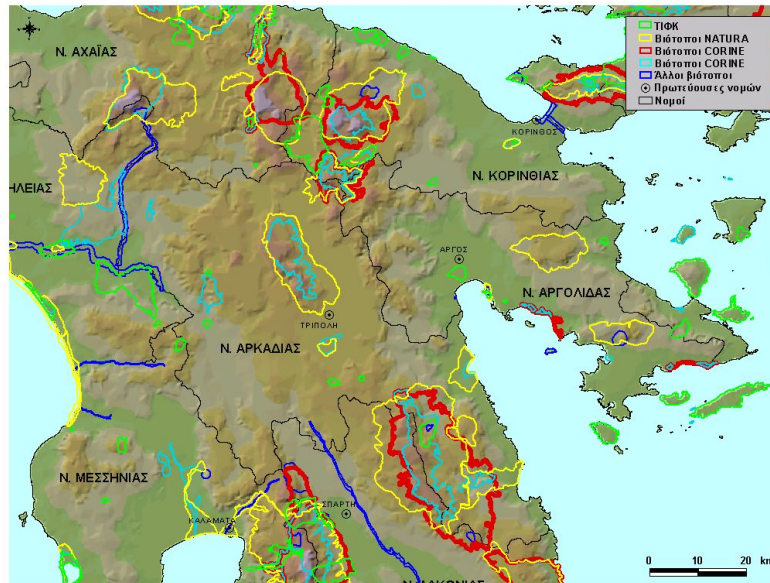 ΤΙΦΚ
Βιότοποι NATURA
Βιότοποι CORINE
Βιότοποι CORINE
Άλλοι βιότοποι
Πρωτεύουσες νομών
Νομοί
Ν. ΑΧΑΪΑΣ
ΚΟΡΙΝΘΟΣ
Ν. ΚΟΡΙΝΘΙΑΣ
ΗΛΕΙΑΣ
ΑΡΓΟΣ
Ν. ΑΡΓΟΛΙΔΑΣ
ΤΡΙΠΟΛΗ
Ν. ΑΡΚΑΔΙΑΣ
Ν. ΜΕΣΣΗΝΙΑΣ
ΣΠΑΡΤΗ
ΚΑΛΑΜΑΤΑ
0 10 20 km